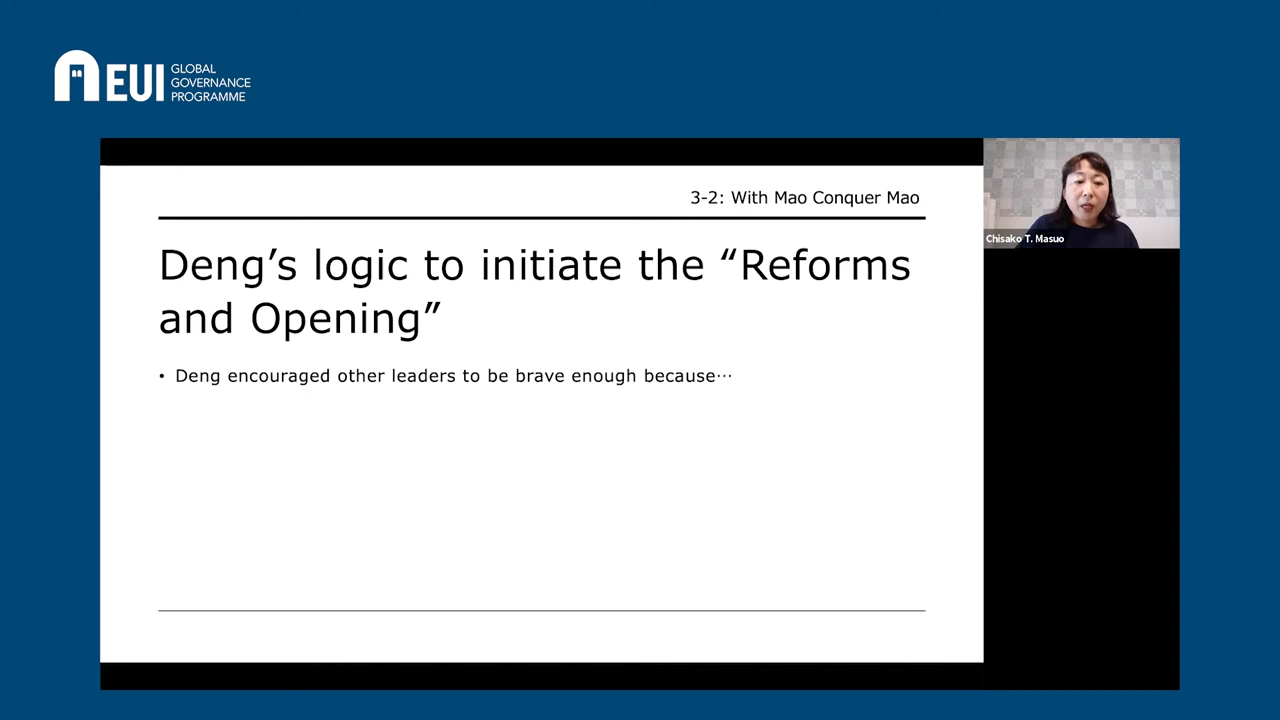 EUI
GLOBAL
GOVERNANCE
PROGRAMME
3-2: With Mao Conquer Mao
Deng’s logic to initiate the “Reforms
and Opening”
• Deng encouraged other leaders to be brave enough because…
Chisako T. Masuo